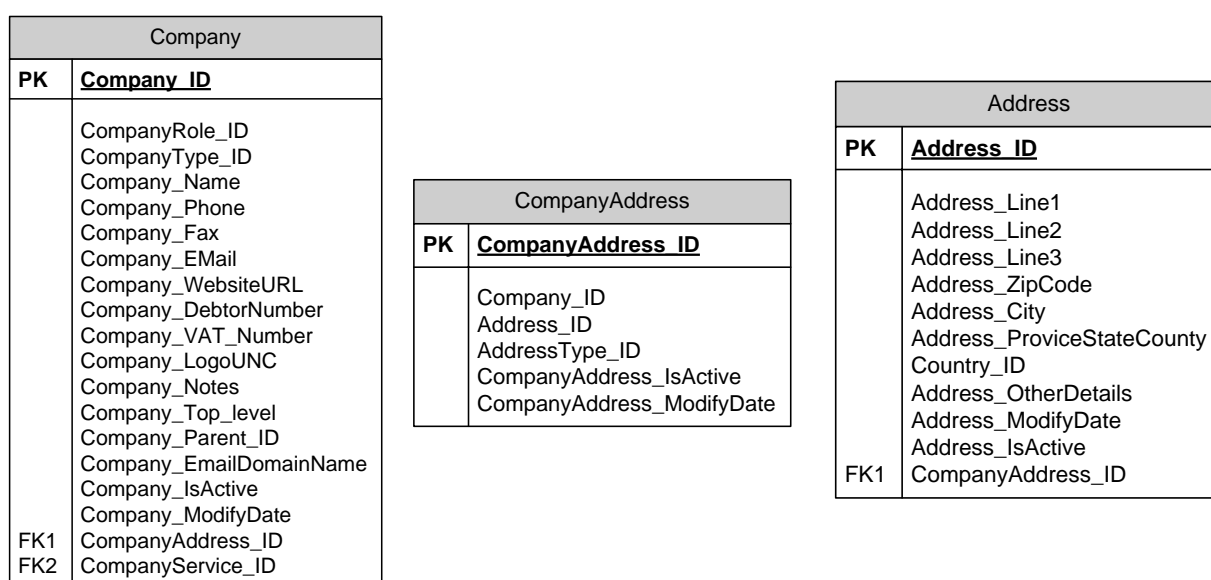 Company
PK Company_ID
CompanyRole_ID
CompanyType_ID
Company_Name
Company_Phone
Company_Fax
Company_EMail
Company_WebsiteURL
Company_DebtorNumber
Company_VAT_Number
Company_LogoUNC
Company_Notes
Company_Top_level
Company_Parent_ID
Company_EmailDomainName
Company_IsActive
Company_ModifyDate
FK1 CompanyAddress_ID
FK2 CompanyService_ID
CompanyAddress
PK CompanyAddress_ID
Company_ID
Address_ID
AddressType_ID
CompanyAddress_IsActive
CompanyAddress_ModifyDate
Address
PK Address_ID
Address_Line1
Address_Line2
Address_Line3
Address_ZipCode
Address_City
Address_ProviceStateCounty
Country_ID
Address_OtherDetails
Address_ModifyDate
Address_IsActive
FK1 CompanyAddress_ID